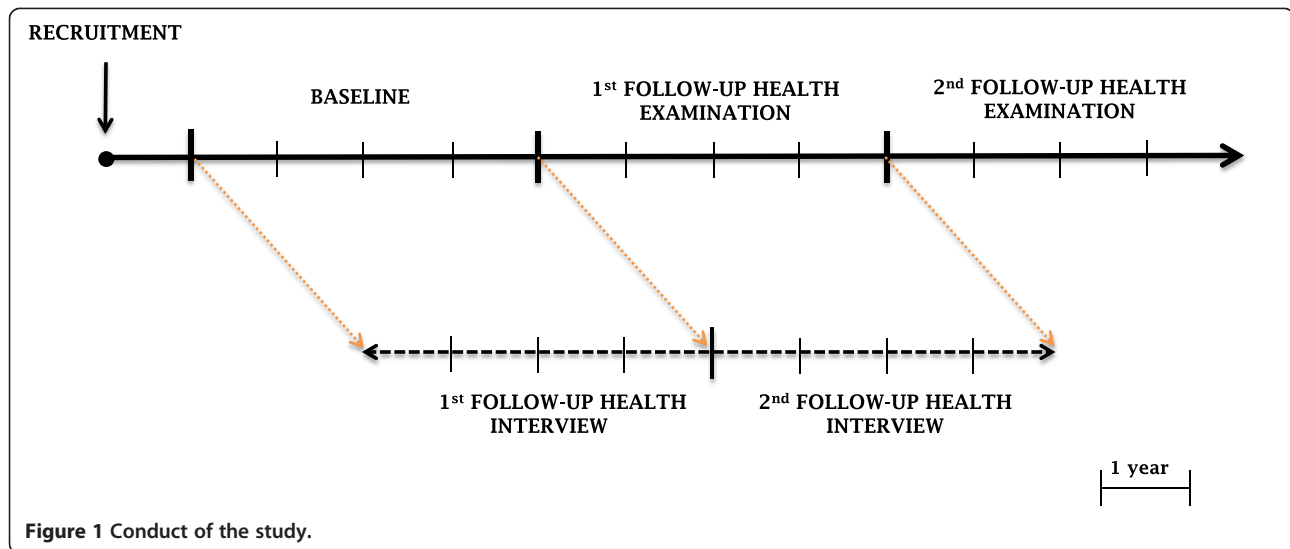 RECRUITMENT
BASELINE
1st FOLLOW-UP HEALTH
EXAMINATION
2nd FOLLOW-UP HEALTH
EXAMINATION
1st FOLLOW-UP HEALTH
INTERVIEW
2nd FOLLOW-UP HEALTH
INTERVIEW
1 year
Figure 1 Conduct of the study.